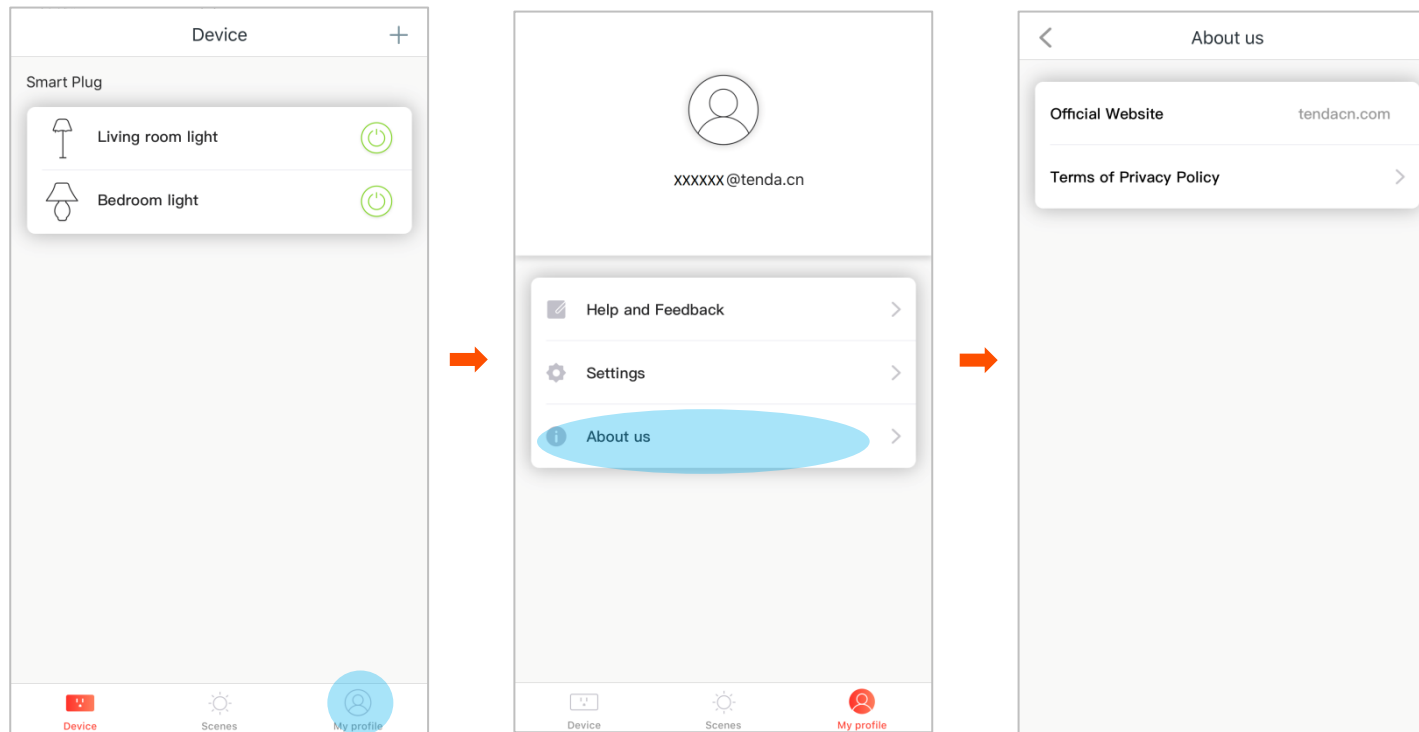 Device
Smart Plug
Living room light
Bedroom light
Device
Scenes
My profile
xxxxxx@tenda.cn
Help and Feedback
Settings
About us
Device
Scenes
My profile
About us
Official Website tendacn.com
Terms of Privacy Policy